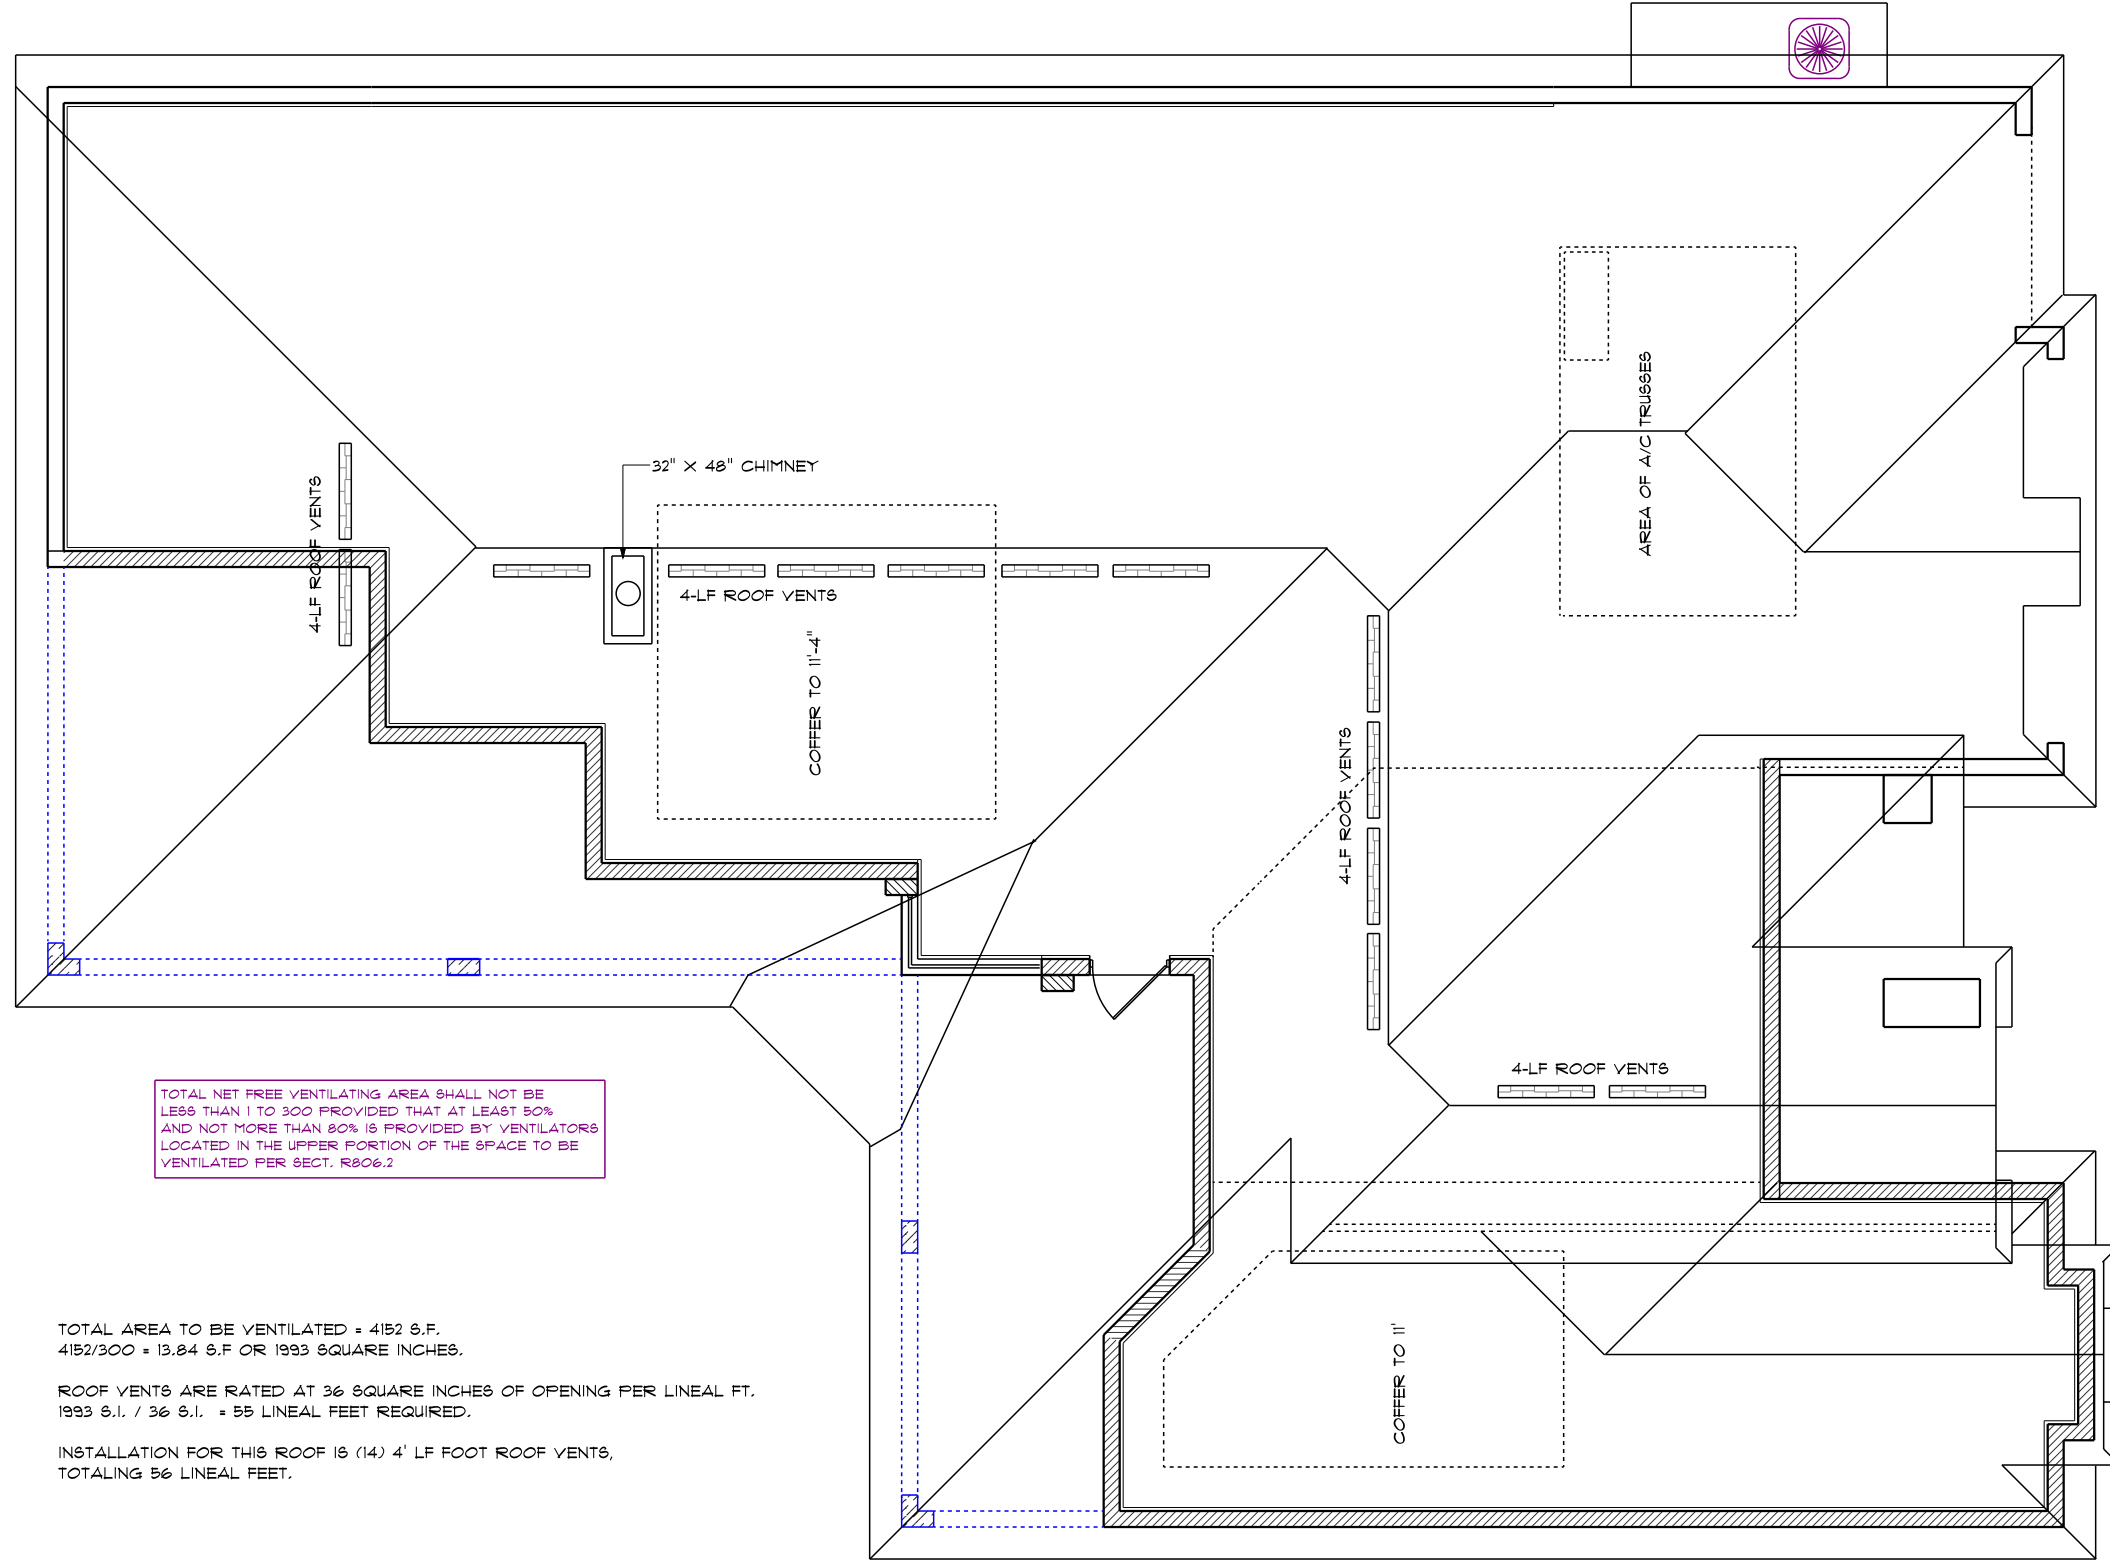 32" X 48" CHIMNEY
4-LF ROOF VENTS
4-LF ROOF VENTS
COFFER TO 11'-4"
AREA OF A/C TRUSSES
4-LF ROOF VENTS
4-LF ROOF VENTS
COFFER TO 11'
TOTAL NET FREE VENTILATING AREA SHALL NOT BE
LESS THAN 1 TO 300 PROVIDED THAT AT LEAST 50%
AND NOT MORE THAN 80% IS PROVIDED BY VENTILATORS
LOCATED IN THE UPPER PORTION OF THE SPACE TO BE
VENTILATED PER SECT. R806.2
TOTAL AREA TO BE VENTILATED = 4152 S.F.
4152/300 = 13.84 S.F OR 1993 SQUARE INCHES.
ROOF VENTS ARE RATED AT 36 SQUARE INCHES OF OPENING PER LINEAL FT.
1993 S.I. / 36 S.I. = 55 LINEAL FEET REQUIRED.
INSTALLATION FOR THIS ROOF IS (14) 4' LF FOOT ROOF VENTS,
TOTALING 56 LINEAL FEET.